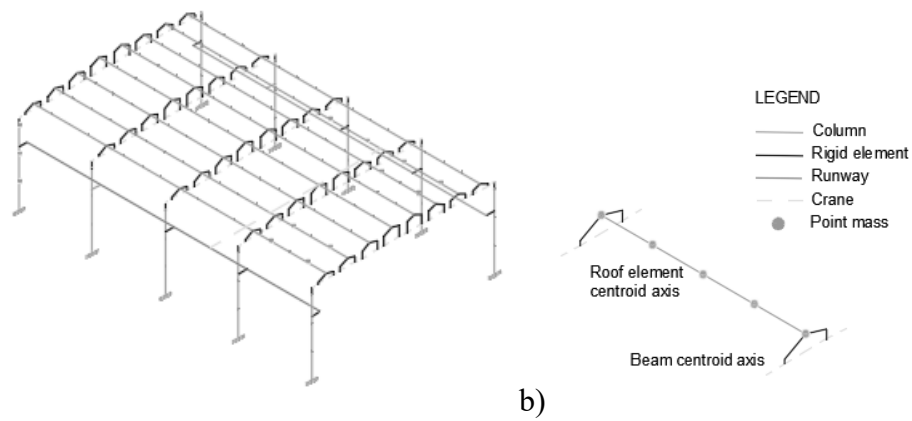 LEGEND
Column
Rigid element
Runway
Crane
Point mass
Roof element
centroid axis
Beam centroid axis
b)